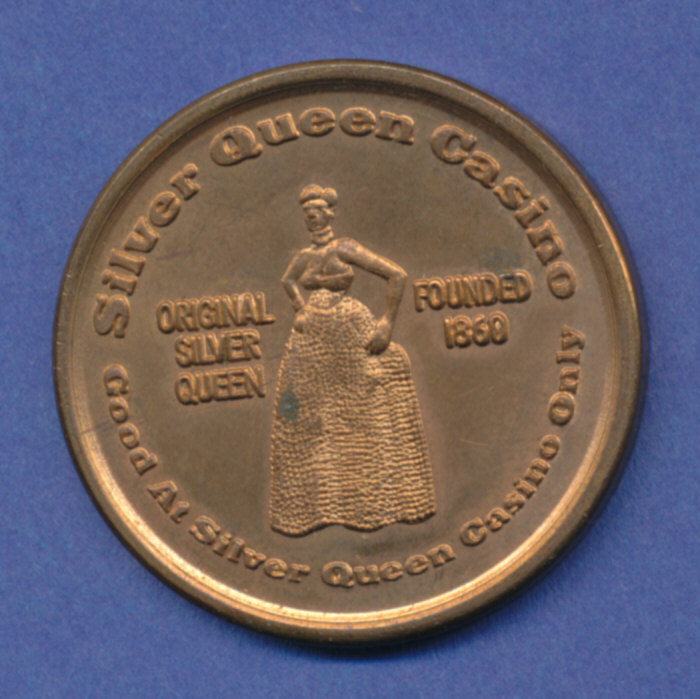 Silver Queen Casino
ORIGINAL
SILVER
QUEEN
FOUNDED
1860
Good At Silver Queen Casino Only